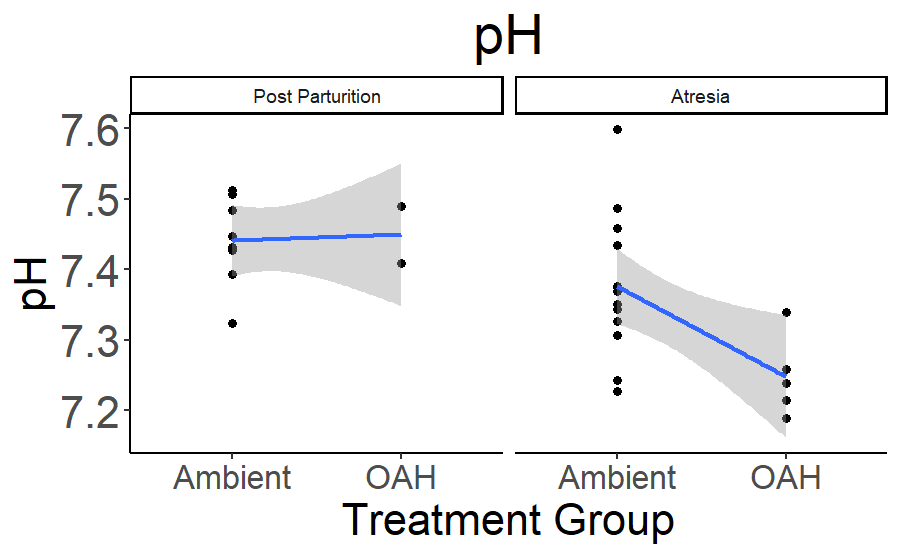 pH
Post Parturition Atresia
pH
7.6
7.5
7.4
7.3
7.2
Ambient OAH Ambient OAH
Treatment Group